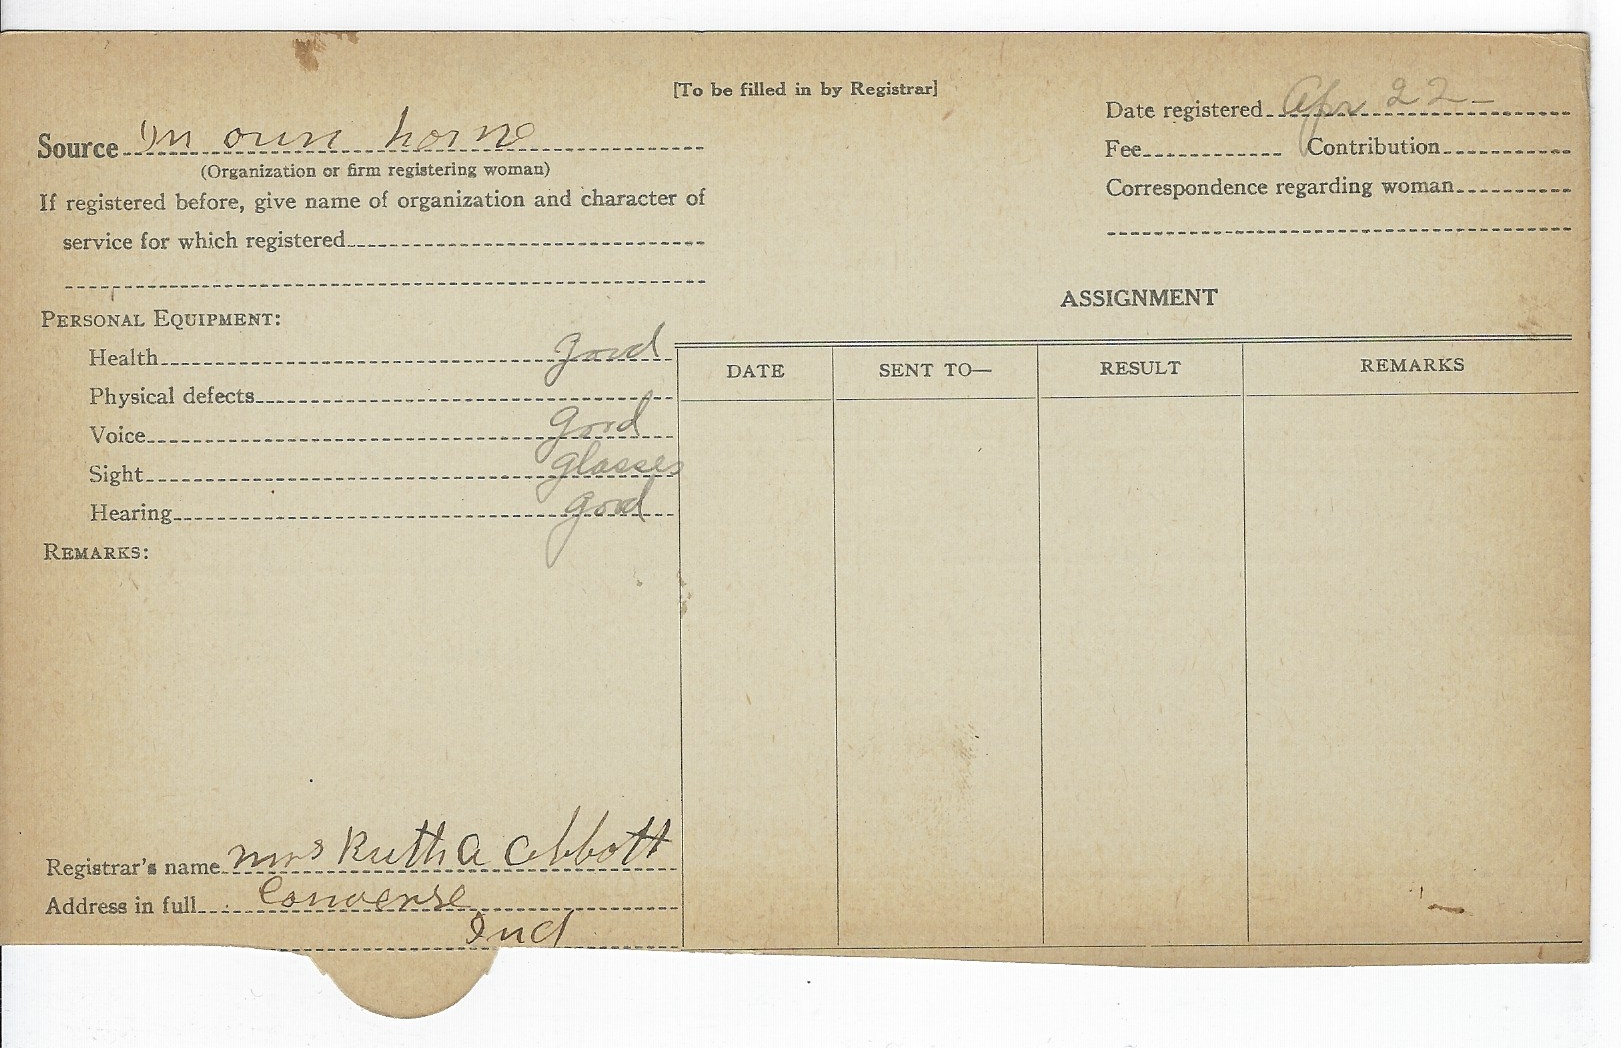 [To be filled in by Registrar]
Source In own home
(Organization or firm registering woman)
If registered before, give name of organization and character of
service for which registered
Date registered Apr 22-
Fee Contribution
Correspondence regarding woman
PERSONAL EQUIPMENT:
Health good
Physical defects
Voice good
Sight glasses
Hearing good
REMARKS:
Registrar's name Mrs Ruth A Abbott
Address in full Converse
Ind
ASSIGNMENT
DATE SENT TO— RESULT REMARKS